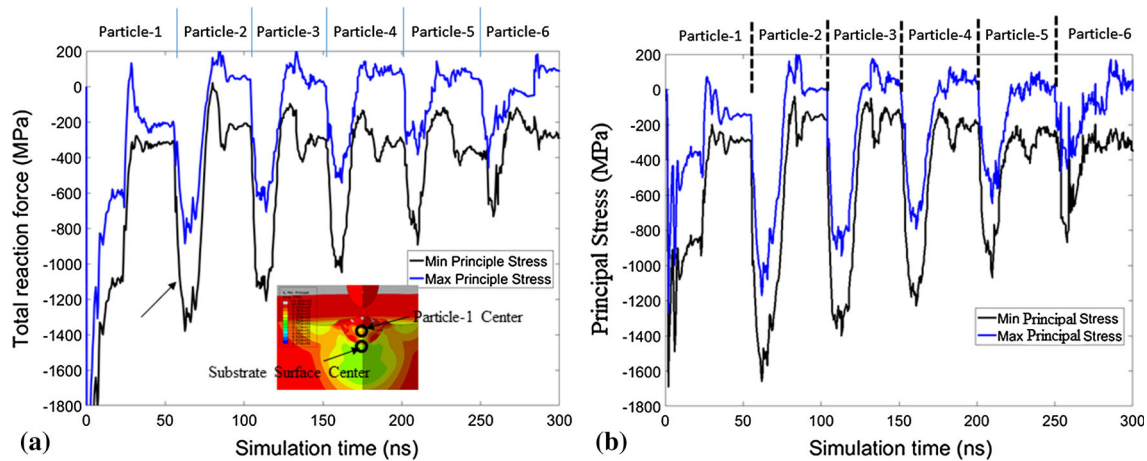 Particle-1 Particle-2 Particle-3 Particle-4 Particle-5 Particle-6
200
0
-200
-400
-600
-800
-1000
-1200
-1400
-1600
-1800
Total reaction force (MPa)
Min Principle Stress
Max Principle Stress
Particle-1 Center
Substrate Surface Center
0 50 100 150 200 250 300
Simulation time (ns)
(a)
Particle-1 Particle-2 Particle-3 Particle-4 Particle-5 Particle-6
200
0
-200
-400
-600
-800
-1000
-1200
-1400
-1600
-1800
Principal Stress (MPa)
Min Principal Stress
Max Principal Stress
0 50 100 150 200 250 300
Simulation time (ns)
(b)